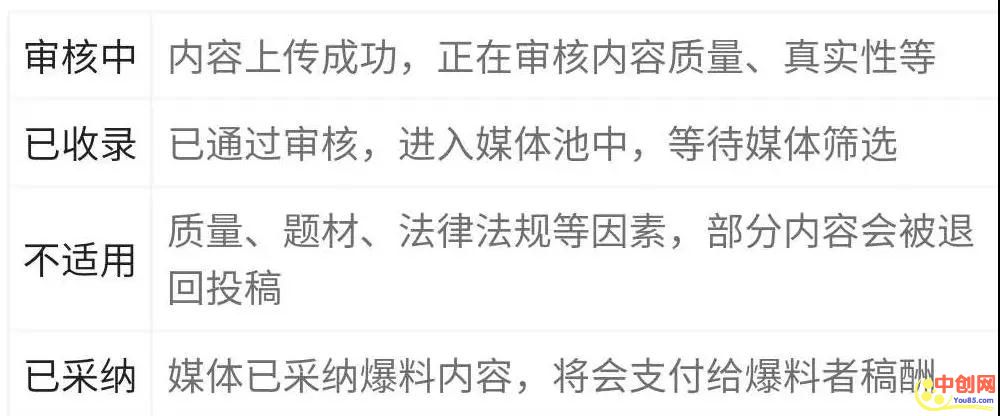 审核中 内容上传成功，正在审核内容质量、真实性等
已收录 已通过审核，进入媒体池中，等待媒体筛选
不适用 质量、题材、法律法规等因素，部分内容会被退
回投稿
已采纳 媒体已采纳爆料内容，将会支付给爆料者稿酬
中创网
You85.com